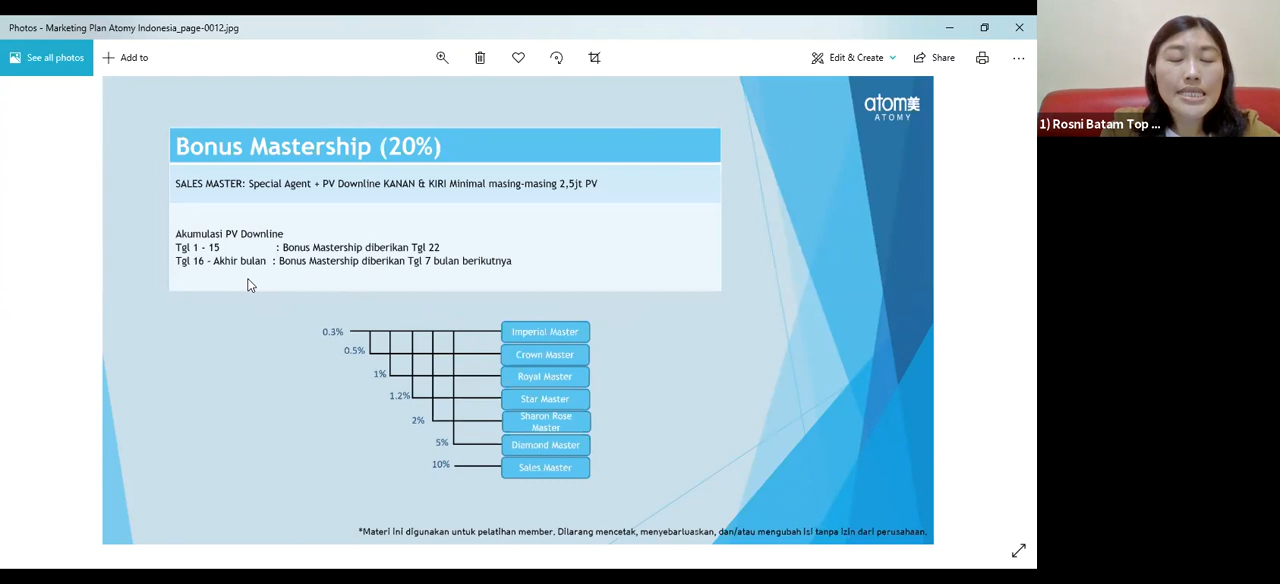 Photos - Marketing Plan Atomy Indonesia_page-0012.jpg
See all photos
Add to
Edit & Create
Share
atom美
ATOMY
1) Rosni Batam Top ...
Bonus Mastership (20%)
SALES MASTER: Special Agent + PV Downline KANAN & KIRI Minimal masing-masing 2,5jt PV
Akumulasi PV Downline
Tgl 1 - 15 : Bonus Mastership diberikan Tgl 22
Tgl 16 - Akhir bulan : Bonus Mastership diberikan Tgl 7 bulan berikutnya
0.3% Imperial Master
0.5% Crown Master
1% Royal Master
1.2% Star Master
2% Sharon Rose
Master
5% Diamond Master
10% Sales Master
*Materi ini digunakan untuk pelatihan member. Dilarang mencetak, menyebarluaskan, dan/atau mengubah isi tanpa izin dari perusahaan.